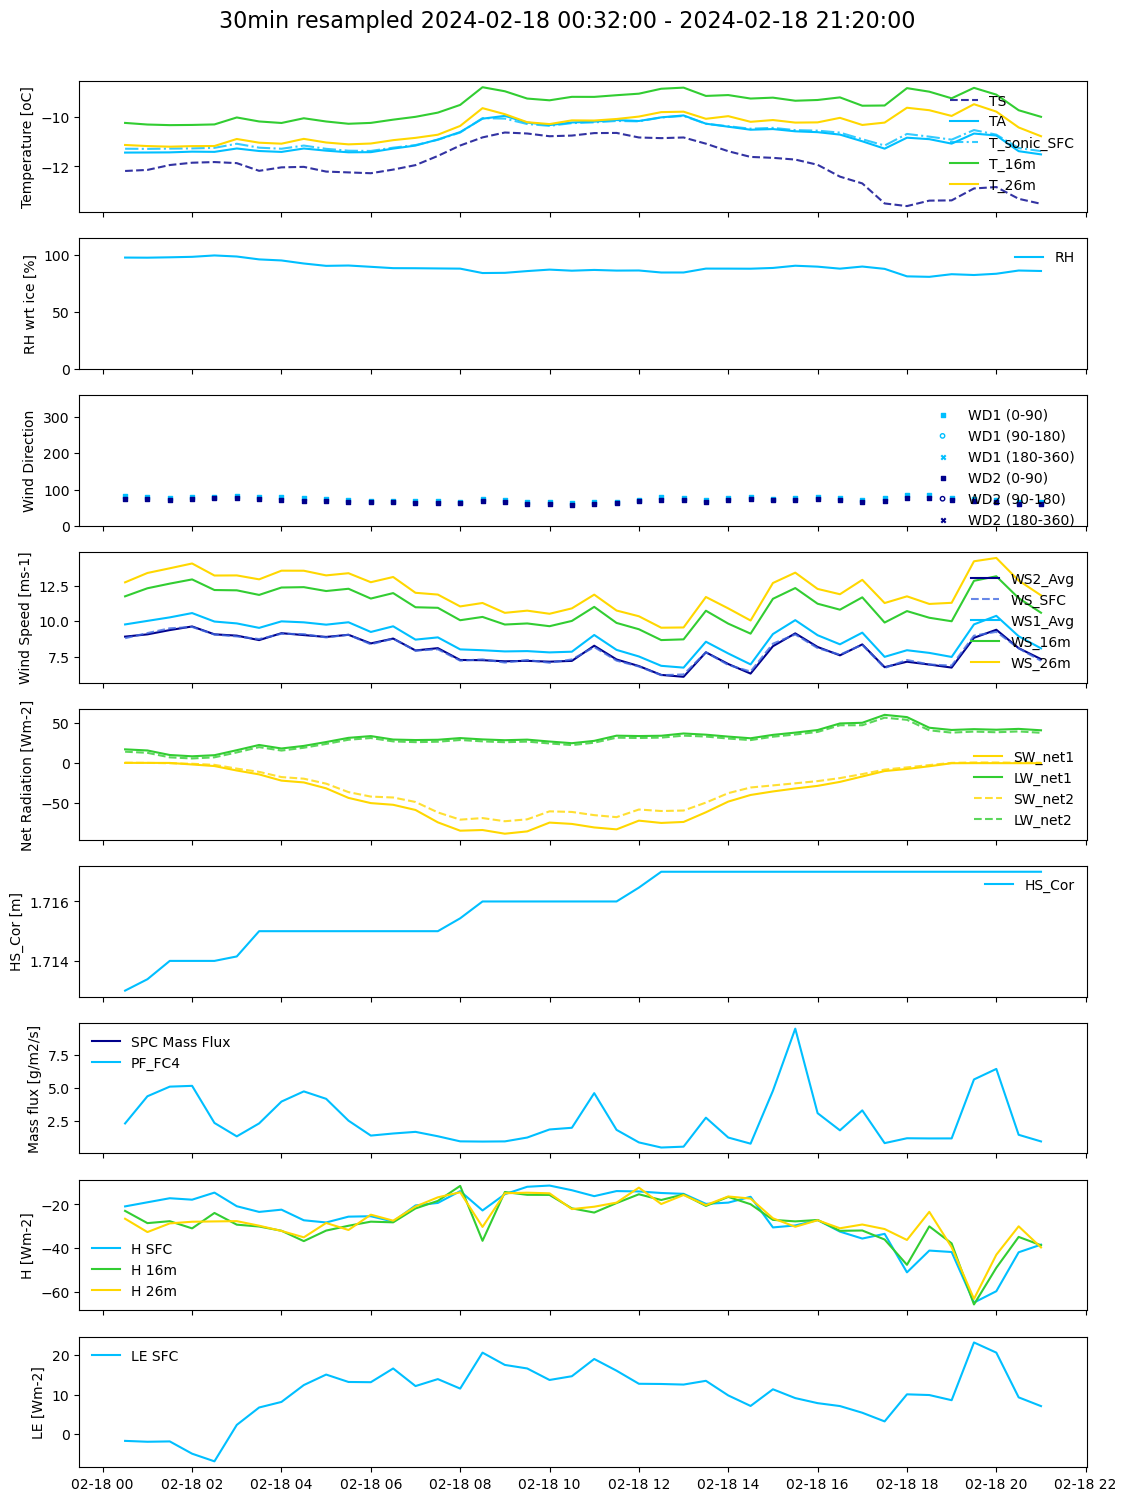 30min resampled 2024-02-18 00:32:00 - 2024-02-18 21:20:00
Temperature [oC]
−10
−12
TS
TA
T_sonic_SFC
T_16m
T_26m
RH wrt ice [%]
100
50
0
RH
Wind Direction
300
200
100
0
WD1 (0-90)
WD1 (90-180)
WD1 (180-360)
WD2 (0-90)
WD2 (90-180)
WD2 (180-360)
Wind Speed [ms-1]
12.5
10.0
7.5
WS2_Avg
WS_SFC
WS1_Avg
WS_16m
WS_26m
Net Radiation [Wm-2]
50
0
−50
SW_net1
LW_net1
SW_net2
LW_net2
HS_Cor [m]
1.716
1.714
HS_Cor
Mass flux [g/m2/s]
7.5
5.0
2.5
SPC Mass Flux
PF_FC4
H [Wm-2]
−20
−40
−60
H SFC
H 16m
H 26m
LE [Wm-2]
20
10
0
LE SFC
02-18 00 02-18 02 02-18 04 02-18 06 02-18 08 02-18 10 02-18 12 02-18 14 02-18 16 02-18 18 02-18 20 02-18 22